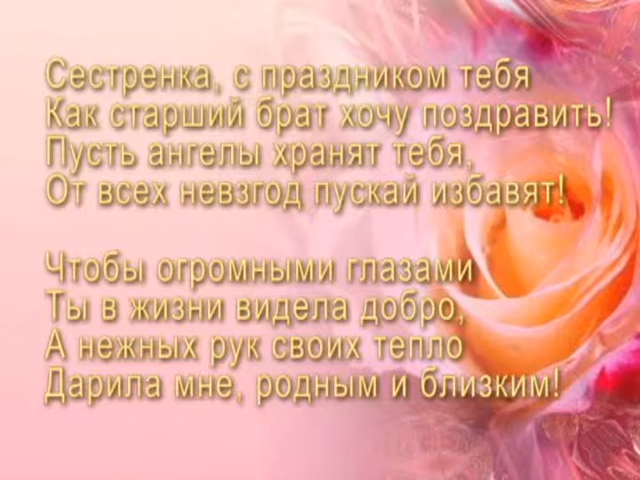 Сестренка, с праздником тебя
Как старший брат хочу поздравить!
Пусть ангелы хранят тебя,
От всех невзгод пускай избавят!
Чтобы огромными глазами
Ты в жизни видела добро,
А нежных рук своих тепло
Дарила мне, родным и близким!